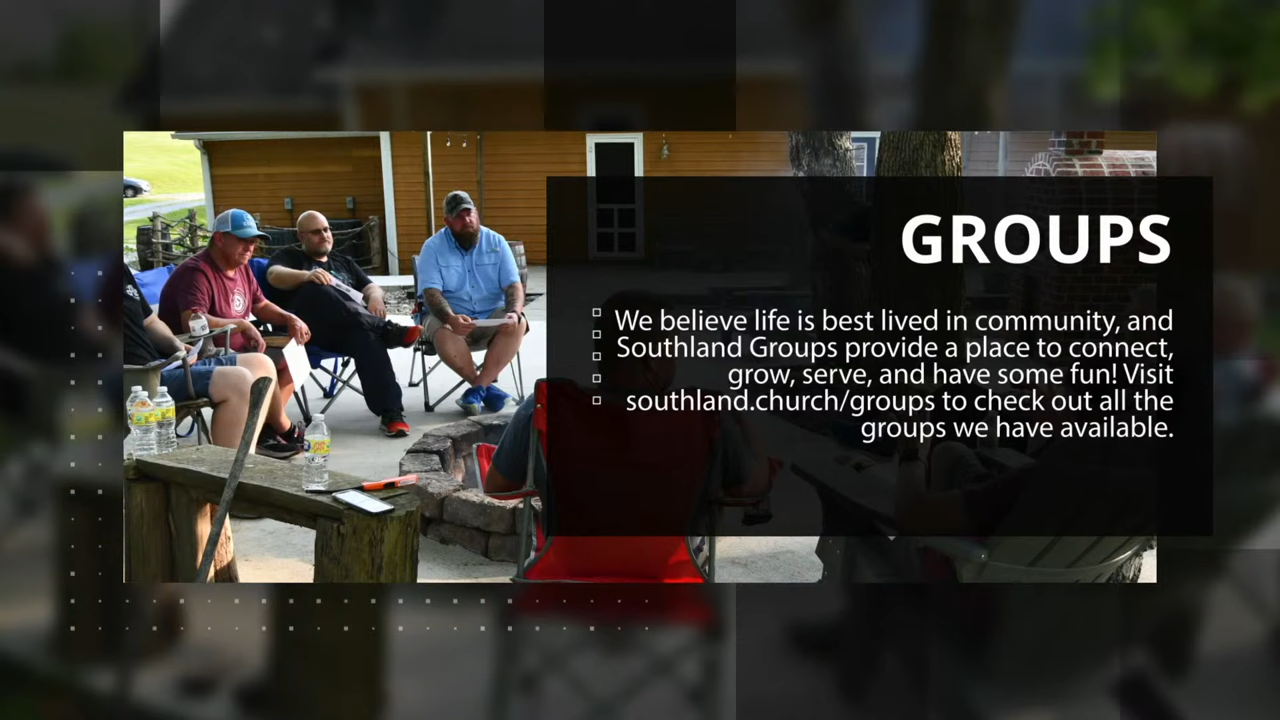 GROUPS
We believe life is best lived in community, and
Southland Groups provide a place to connect,
grow, serve, and have some fun! Visit
southland.church/groups to check out all the
groups we have available.